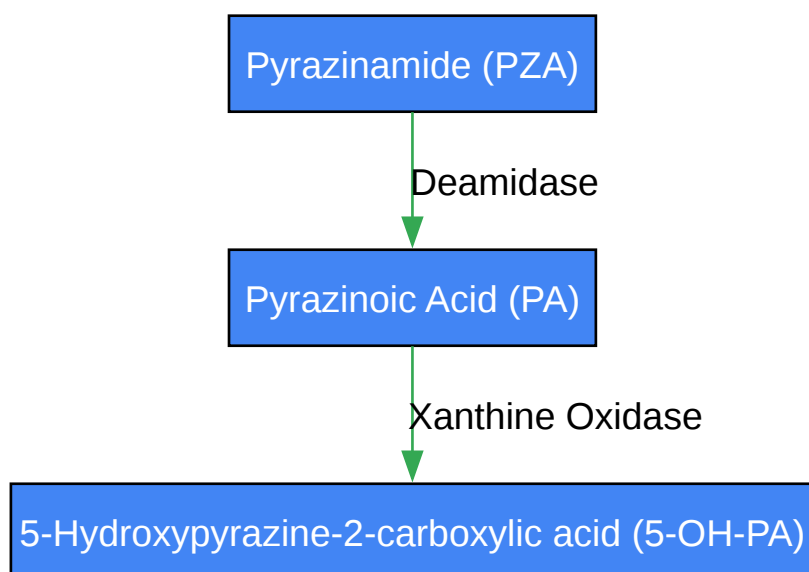 Pyrazinamide (PZA)
Deamidase
Pyrazinoic Acid (PA)
Xanthine Oxidase
5-Hydroxypyrazine-2-carboxylic acid (5-OH-PA)